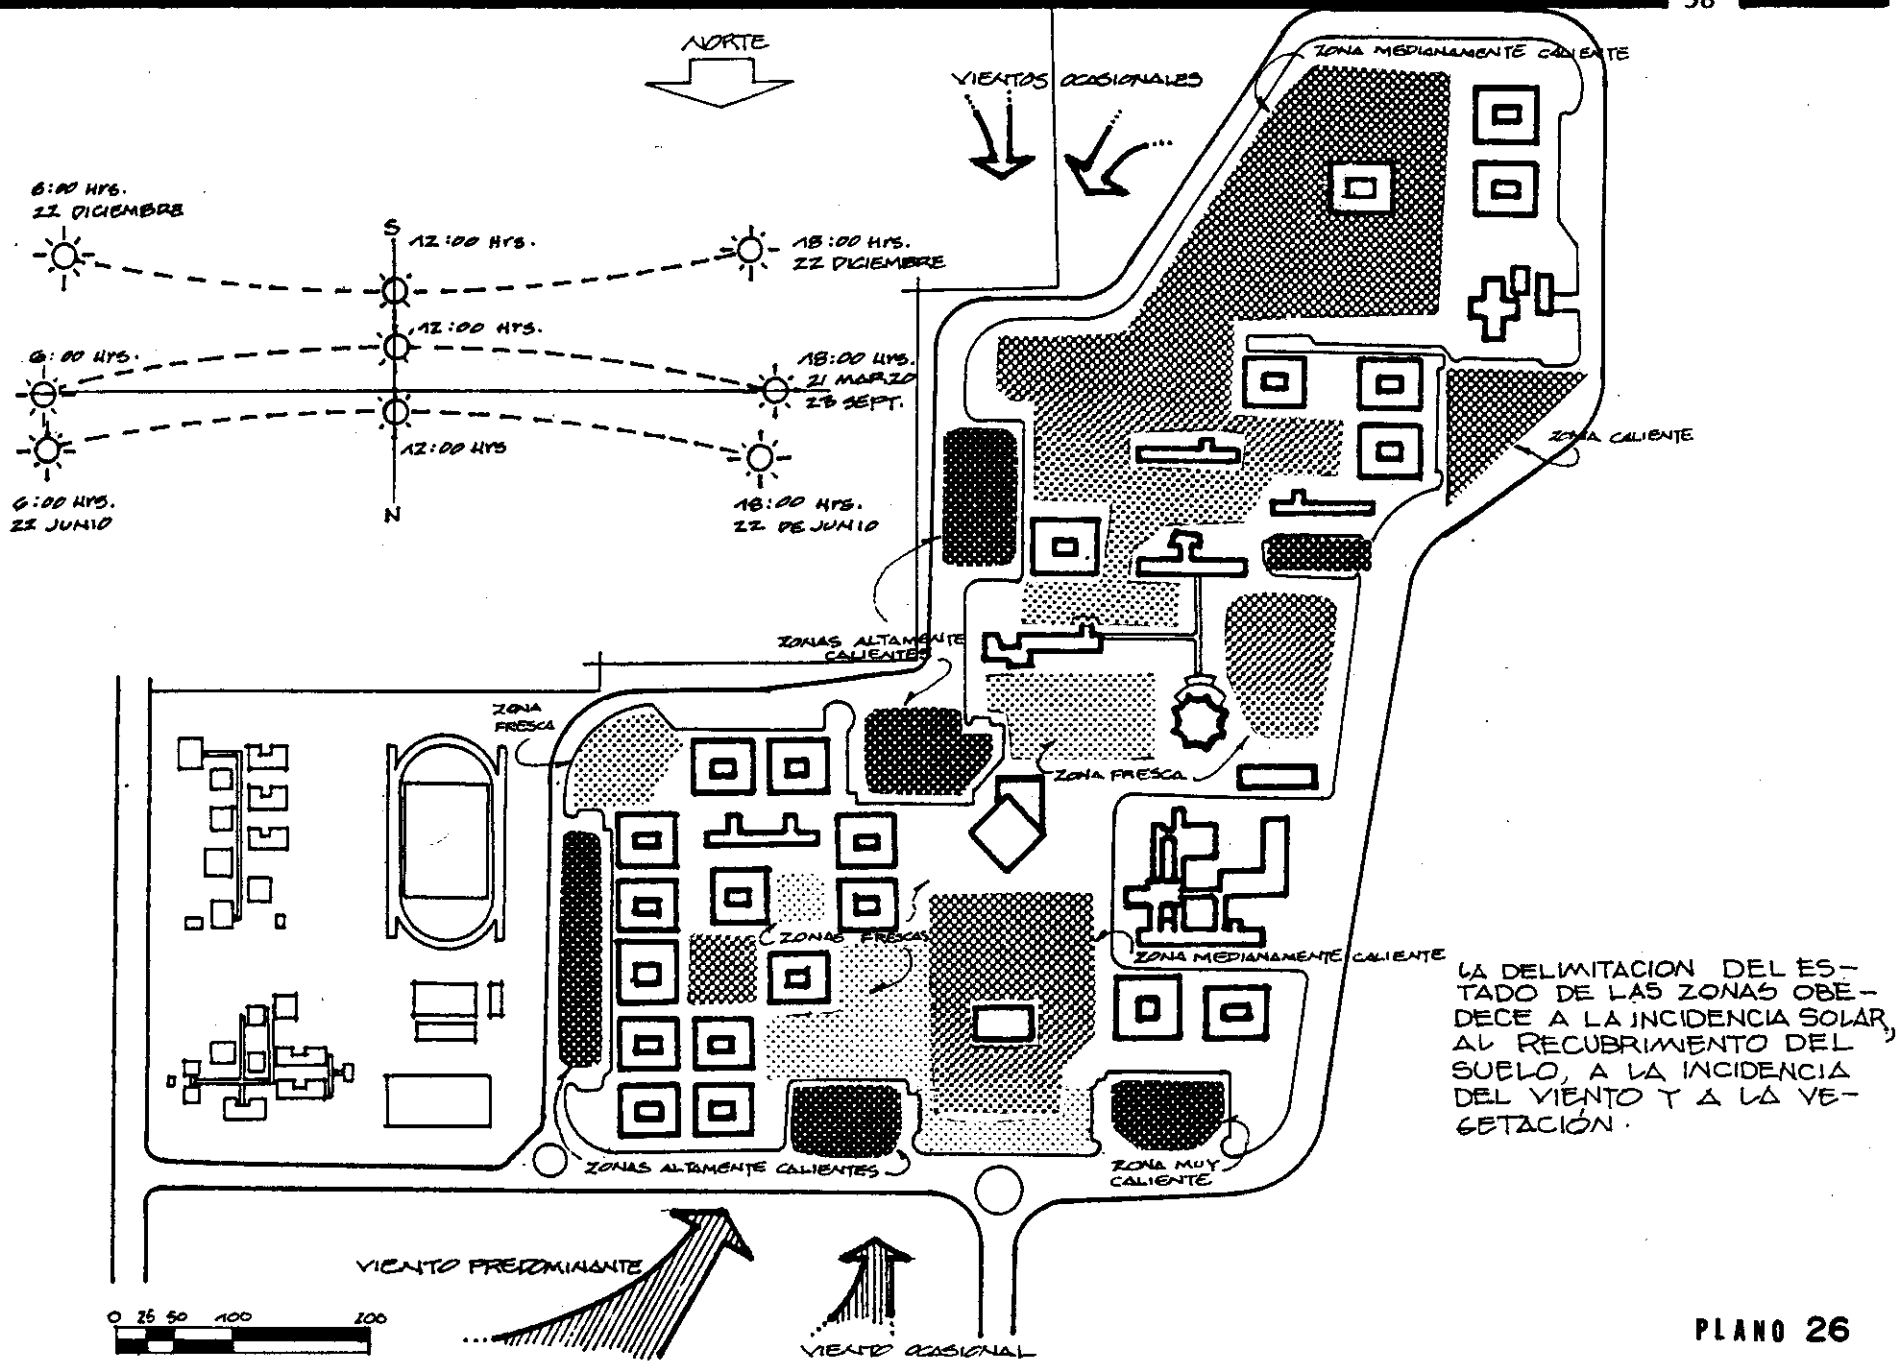 58
NORTE
ZONA MEDIANAMENTE CALIENTE
VIENTOS OCASIONALES
6:00 Hrs.
22 DICIEMBRE
S
12:00 Hrs.
18:00 Hrs.
22 DICIEMBRE
12:00 Hrs.
6:00 Hrs.
18:00 Hrs.
21 MARZO
23 SEPT.
12:00 Hrs
ZONA CALIENTE
6:00 Hrs.
22 JUNIO
N
18:00 Hrs.
22 DE JUNIO
ZONAS ALTAMENTE
CALIENTES
ZONA
FRESCA
ZONA FRESCA
ZONAS FRESCAS
ZONA MEDIANAMENTE CALIENTE
LA DELIMITACION DEL ES-
TADO DE LAS ZONAS OBE-
DECE A LA INCIDENCIA SOLAR,
AL RECUBRIMIENTO DEL
SUELO, A LA INCIDENCIA
DEL VIENTO Y A LA VE-
GETACIÓN.
ZONAS ALTAMENTE CALIENTES
ZONA MUY
CALIENTE
VIENTO PREDOMINANTE
0 25 50 100 200
VIENTO OCASIONAL
PLANO 26